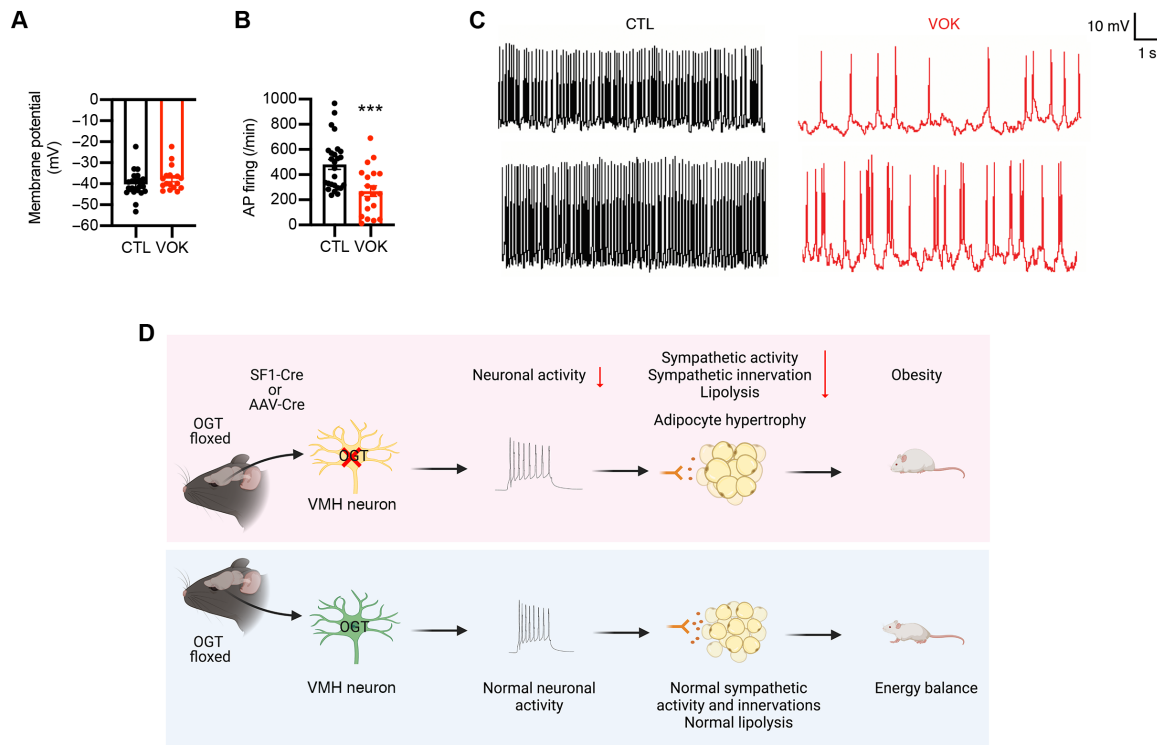 A
Membrane potential
(mV)
0
−10
−20
−30
−40
−50
−60
CTL VOK
B
AP firing (/min)
1000
800
600
400
200
0
***
CTL VOK
C
CTL
VOK
10 mV
1 s
D
SF1-Cre
or
AAV-Cre
OGT
floxed
OGT
VMH neuron
Neuronal activity
Sympathetic activity
Sympathetic innervation
Lipolysis
Adipocyte hypertrophy
Obesity
OGT
floxed
OGT
VMH neuron
Normal neuronal
activity
Normal sympathetic
activity and innervations
Normal lipolysis
Energy balance